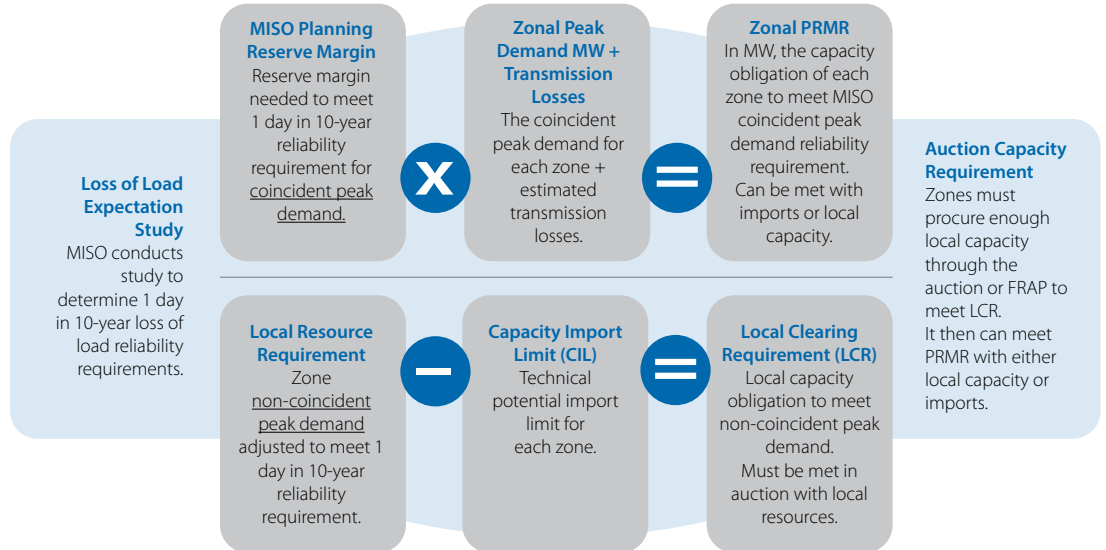 Loss of Load
Expectation
Study
MISO conducts
study to
determine 1 day
in 10-year loss of
load reliability
requirements.
MISO Planning
Reserve Margin
Reserve margin
needed to meet
1 day in 10-year
reliability
requirement for
coincident peak
demand.
X
Zonal Peak
Demand MW +
Transmission
Losses
The coincident
peak demand for
each zone +
estimated
transmission
losses.
=
Zonal PRMR
In MW, the capacity
obligation of each
zone to meet MISO
coincident peak
demand reliability
requirement.
Can be met with
imports or local
capacity.
Local Resource
Requirement
Zone
non-coincident
peak demand
adjusted to meet 1
day in 10-year
reliability
requirement.
–
Capacity Import
Limit (CIL)
Technical
potential import
limit for
each zone.
=
Local Clearing
Requirement (LCR)
Local capacity
obligation to meet
non-coincident peak
demand.
Must be met in
auction with local
resources.
Auction Capacity
Requirement
Zones must
procure enough
local capacity
through the
auction or FRAP to
meet LCR.
It then can meet
PRMR with either
local capacity or
imports.